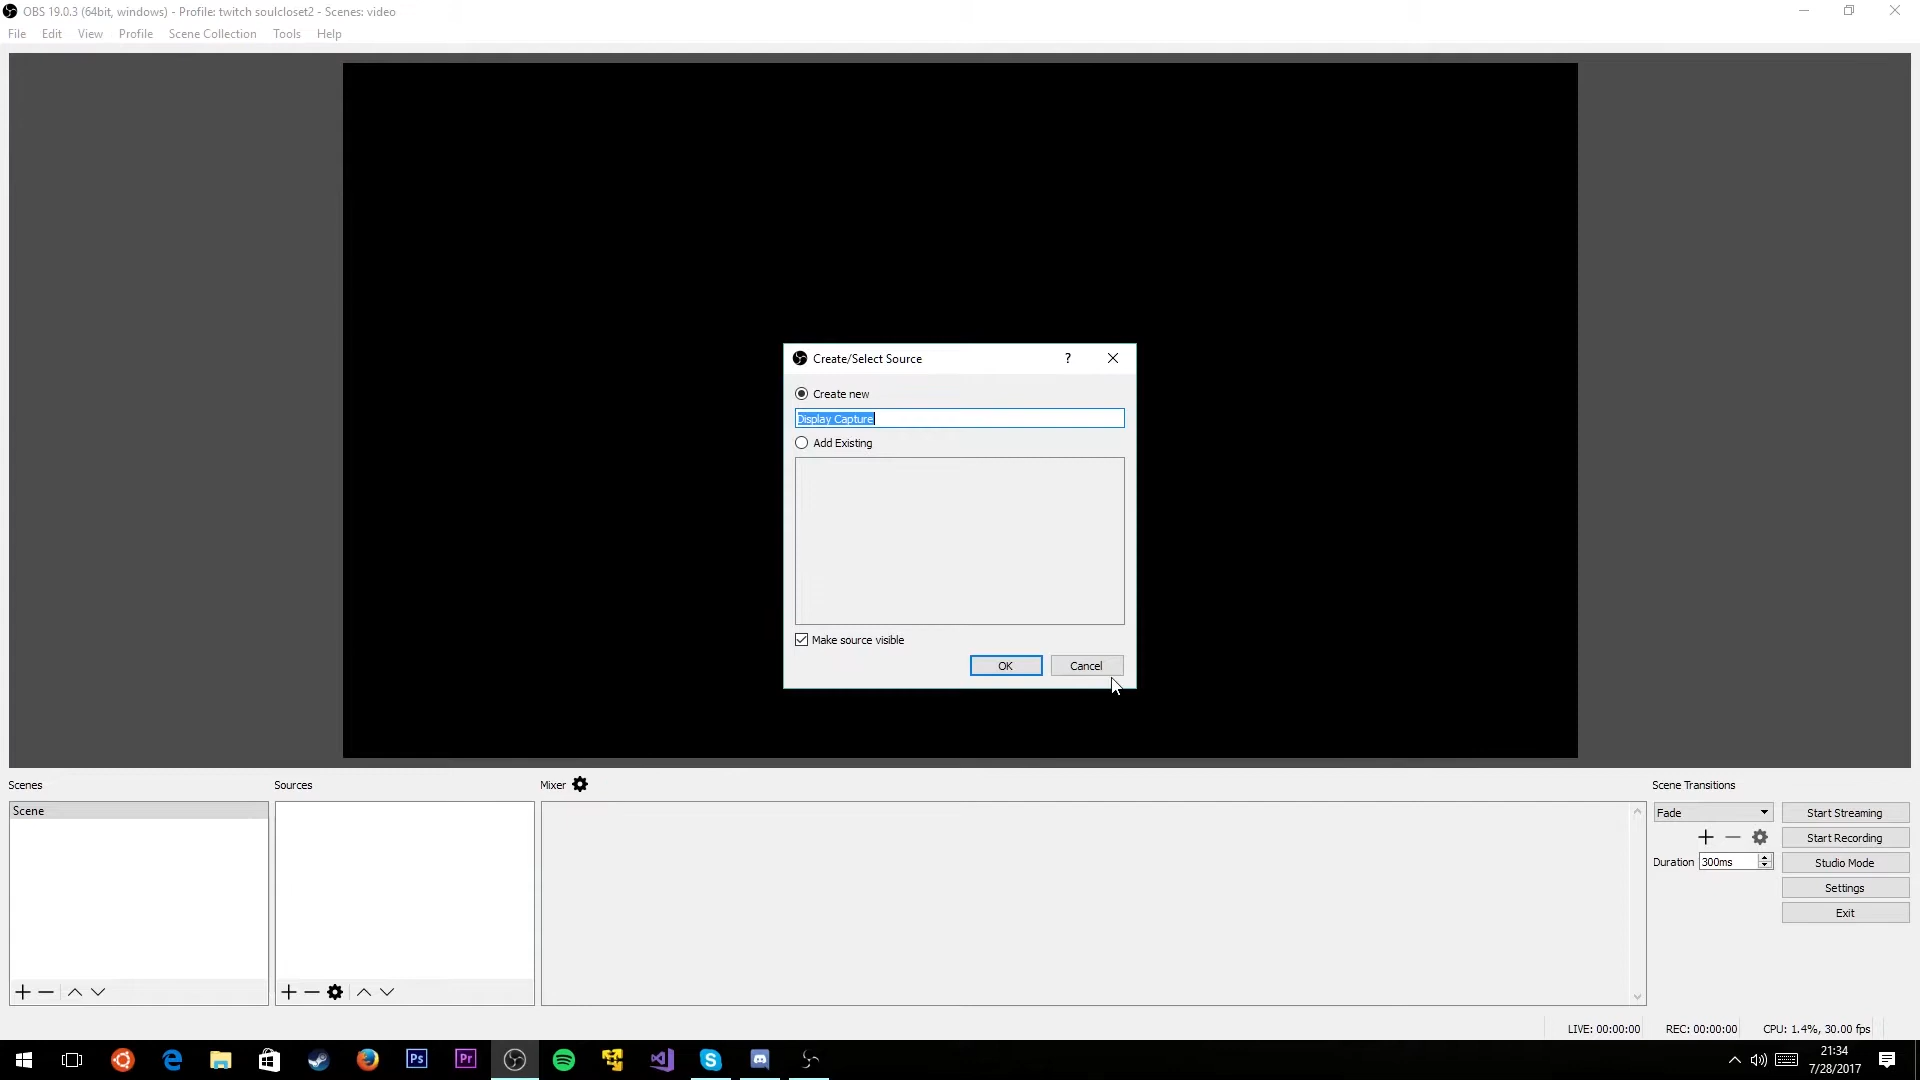 OBS 19.0.3 (64bit, windows) - Profile: twitch soulcloset2 - Scenes: video
File Edit View Profile Scene Collection Tools Help
Create/Select Source ?
Create new
Display Capture
Add Existing
Make source visible
OK Cancel
Scenes
Scene
Sources
Mixer
Scene Transitions
Fade
Duration 300ms
Start Streaming
Start Recording
Studio Mode
Settings
Exit
LIVE: 00:00:00 REC: 00:00:00 CPU: 1.4%, 30.00 fps
Ps Pr
21:34
7/28/2017